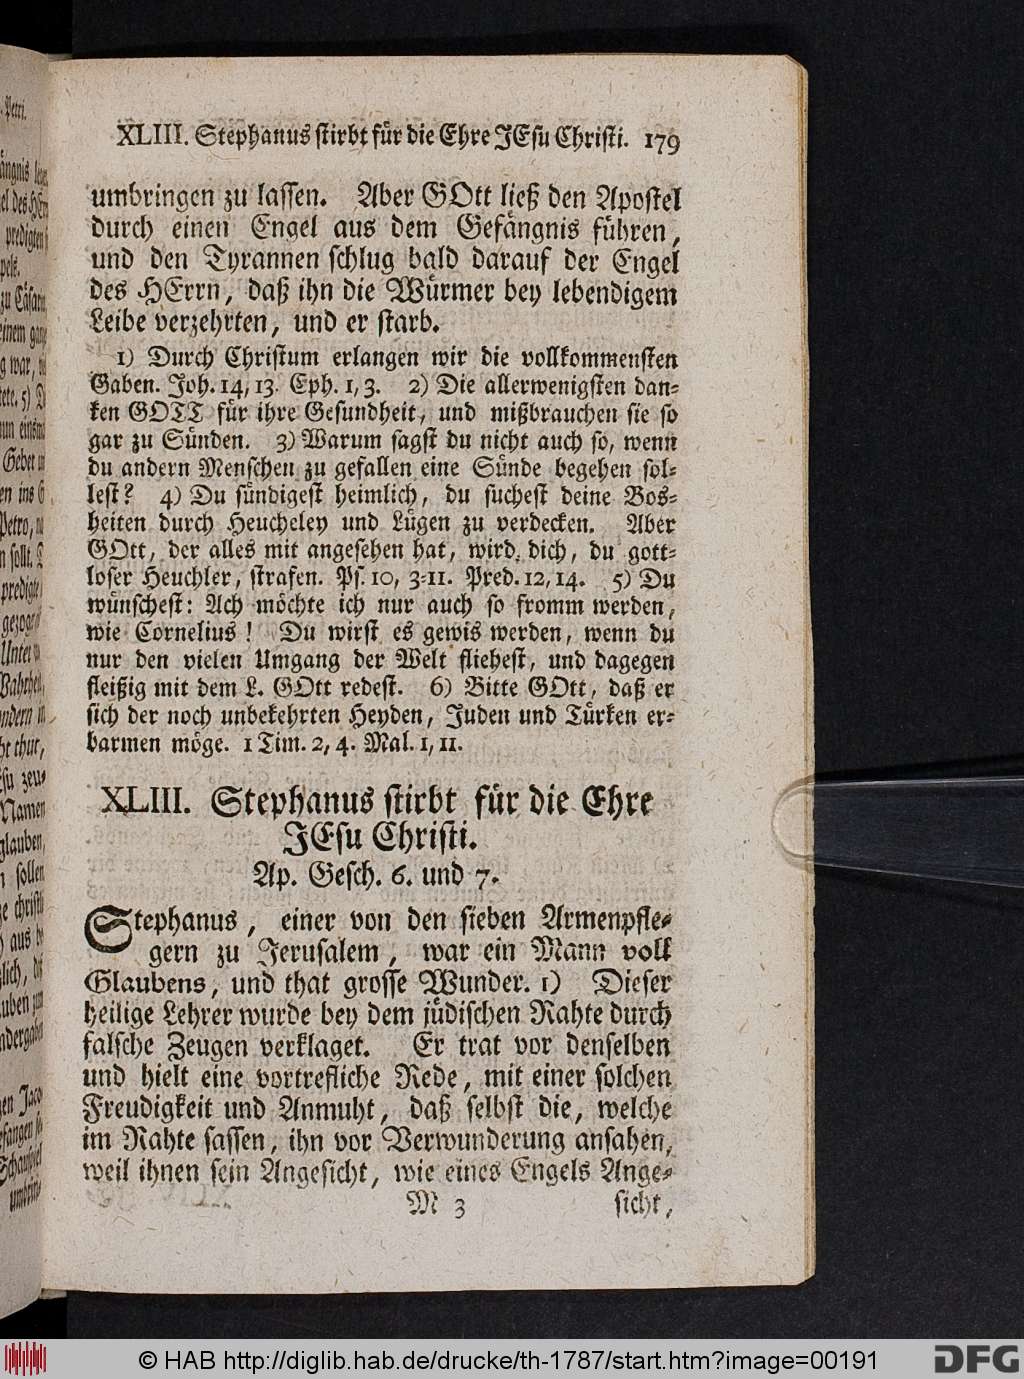 XLIII. Stephanus stirbt für die Ehre JEsu Christi. 179
umbringen zu lassen. Aber GOtt ließ den Apostel
durch einen Engel aus dem Gefängnis führen,
und den Tyrannen schlug bald darauf der Engel
des HErrn, daß ihn die Würmer bey lebendigem
Leibe verzehrten, und er starb.
1) Durch Christum erlangen wir die vollkommensten
Gaben. Joh. 14, 13. Eph. 1, 3. 2) Die allerwenigsten dan-
ken GOTT für ihre Gesundheit, und mißbrauchen sie so
gar zu Sünden. 3) Warum sagst du nicht auch so, wenn
du andern Menschen zu gefallen eine Sünde begehen sol-
lest? 4) Du sündigest heimlich, du suchest deine Bos-
heiten durch Heucheley und Lügen zu verdecken. Aber
GOtt, der alles mit angesehen hat, wird dich, du gott-
loser Heuchler, strafen. Ps. 10, 3-11. Pred. 12, 14. 5) Du
wünschest: Ach möchte ich nur auch so fromm werden,
wie Cornelius! Du wirst es gewis werden, wenn du
nur den vielen Umgang der Welt fliehest, und dagegen
fleißig mit dem L. GOtt redest. 6) Bitte GOtt, daß er
sich der noch unbekehrten Heyden, Juden und Türken er-
barmen möge. 1 Tim. 2, 4. Mal. 1, 11.
XLIII. Stephanus stirbt für die Ehre
JEsu Christi.
Ap. Gesch. 6. und 7.
Stephanus, einer von den sieben Armenpfle-
gern zu Jerusalem, war ein Mann voll
Glaubens, und that grosse Wunder. 1) Dieser
heilige Lehrer wurde bey dem jüdischen Rahte durch
falsche Zeugen verklaget. Er trat vor denselben
und hielt eine vortrefliche Rede, mit einer solchen
Freudigkeit und Anmuht, daß selbst die, welche
im Rahte sassen, ihn vor Verwunderung ansahen,
weil ihnen sein Angesicht, wie eines Engels Ange-
M 3 sicht,
© HAB http://diglib.hab.de/drucke/th-1787/start.htm?image=00191
DFG